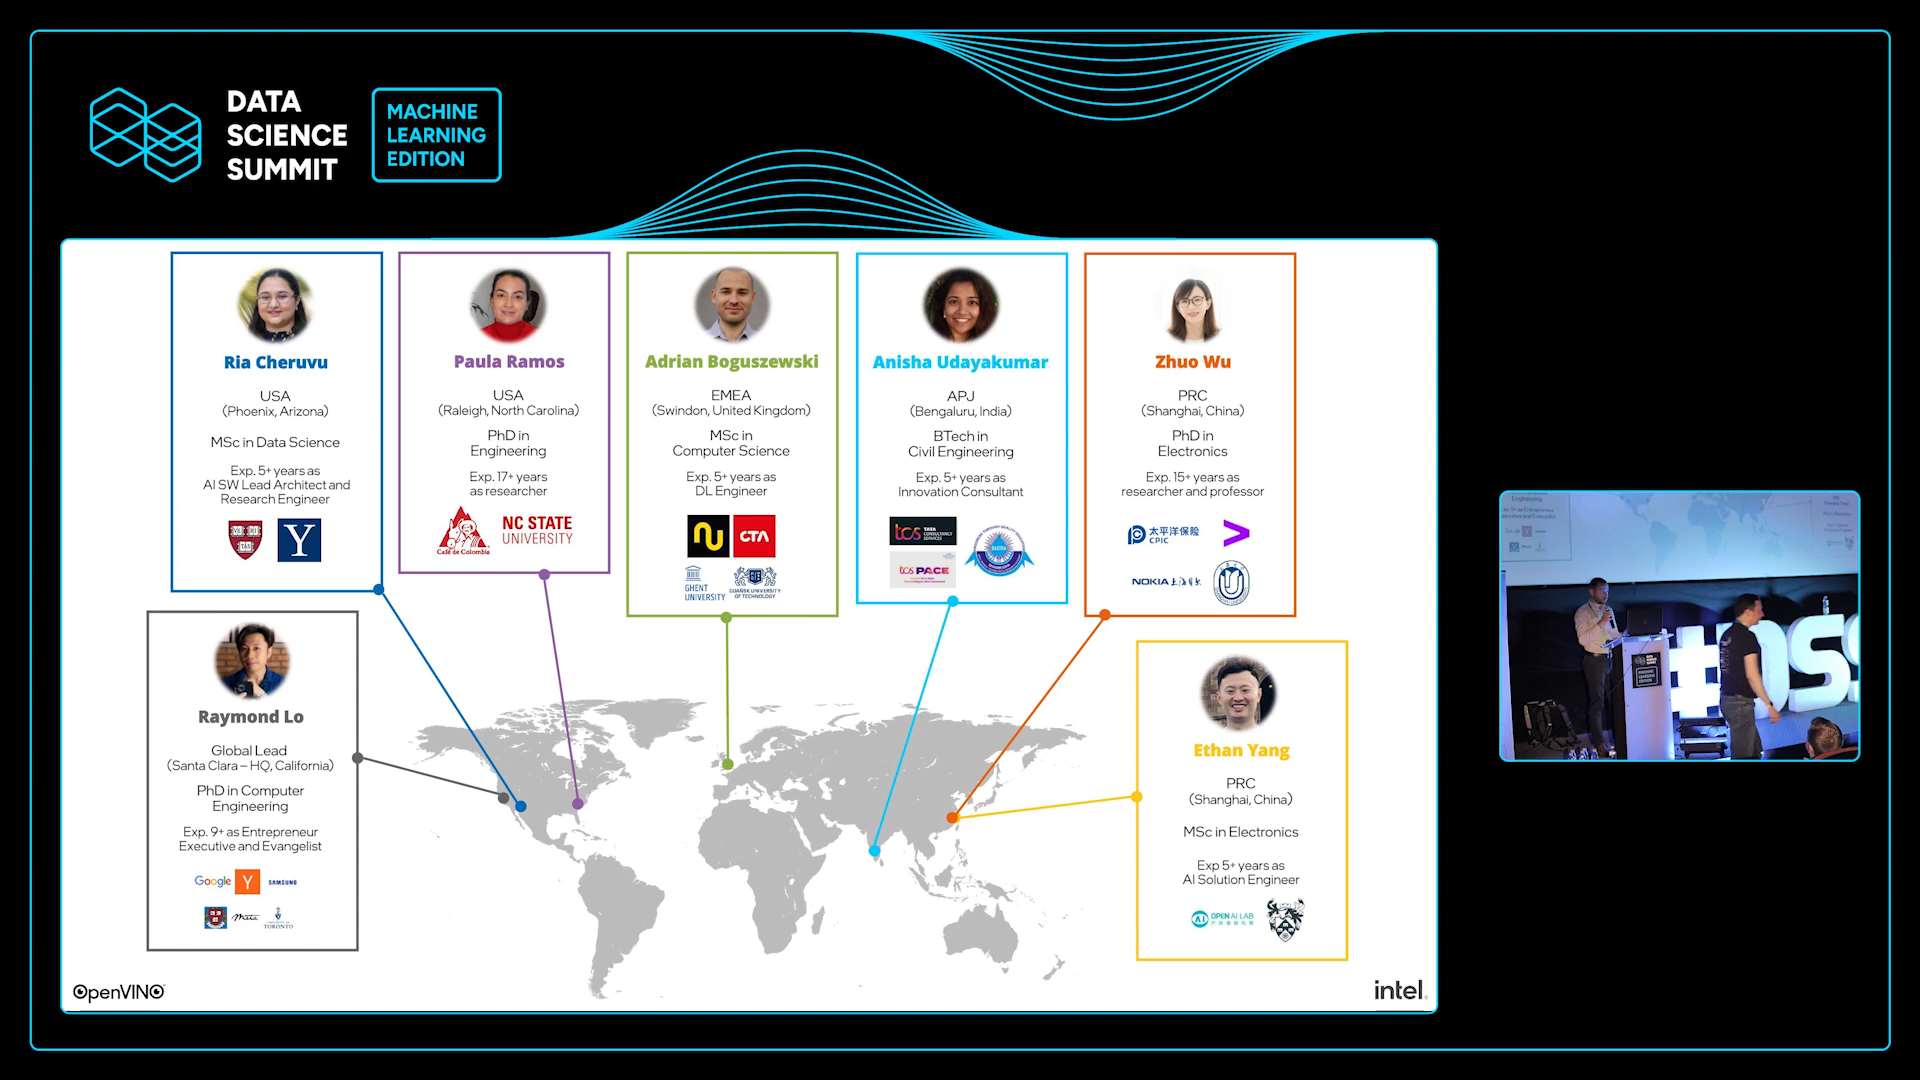 DATA
SCIENCE
SUMMIT
MACHINE
LEARNING
EDITION
Ria Cheruvu
USA
(Phoenix, Arizona)
MSc in Data Science
Exp. 5+ years as
AI SW Lead Architect and
Research Engineer
Y
Paula Ramos
USA
(Raleigh, North Carolina)
PhD in
Engineering
Exp. 17+ years
as researcher
Café de Colombia
NC STATE
UNIVERSITY
Adrian Boguszewski
EMEA
(Swindon, United Kingdom)
MSc in
Computer Science
Exp. 5+ years as
DL Engineer
CTA
GHENT
UNIVERSITY
GDAŃSK UNIVERSITY
OF TECHNOLOGY
Anisha Udayakumar
APJ
(Bengaluru, India)
BTech in
Civil Engineering
Exp. 5+ years as
Innovation Consultant
tcs TATA
CONSULTANCY
SERVICES
tcs PACE
Zhuo Wu
PRC
(Shanghai, China)
PhD in
Electronics
Exp. 15+ years as
researcher and professor
太平洋保险
CPIC
NOKIA
Raymond Lo
Global Lead
(Santa Clara – HQ, California)
PhD in Computer
Engineering
Exp. 9+ as Entrepreneur
Executive and Evangelist
Google
Y
SAMSUNG
meta
TORONTO
Ethan Yang
PRC
(Shanghai, China)
MSc in Electronics
Exp 5+ years as
AI Solution Engineer
AI OPEN AI LAB
OpenVINO
intel.
#DSS